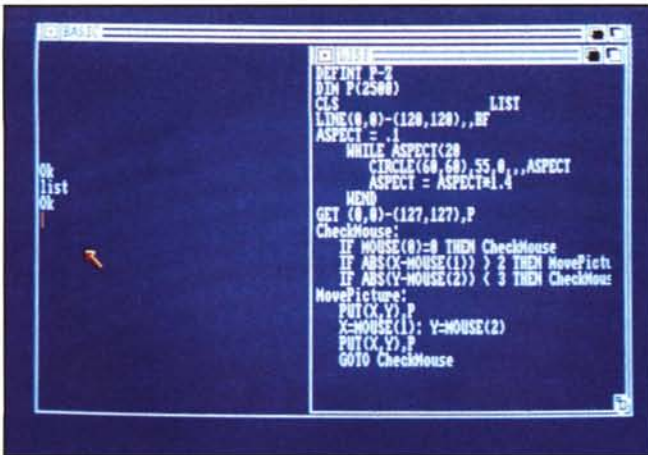 BASIC
Ok
list
Ok
LIST
DEFINT P-Z
DIM P(2500)
CLS LIST
LINE(0,0)-(120,120),,BF
ASPECT = .1
WHILE ASPECT<20
CIRCLE(60,60),55,0,,,ASPECT
ASPECT = ASPECT*1.4
WEND
GET (0,0)-(127,127),P
CheckMouse:
IF MOUSE(0)=0 THEN CheckMouse
IF ABS(X-MOUSE(1)) > 2 THEN MovePictu
IF ABS(Y-MOUSE(2)) < 3 THEN CheckMous
MovePicture:
PUT(X,Y),P
X=MOUSE(1): Y=MOUSE(2)
PUT(X,Y),P
GOTO CheckMouse